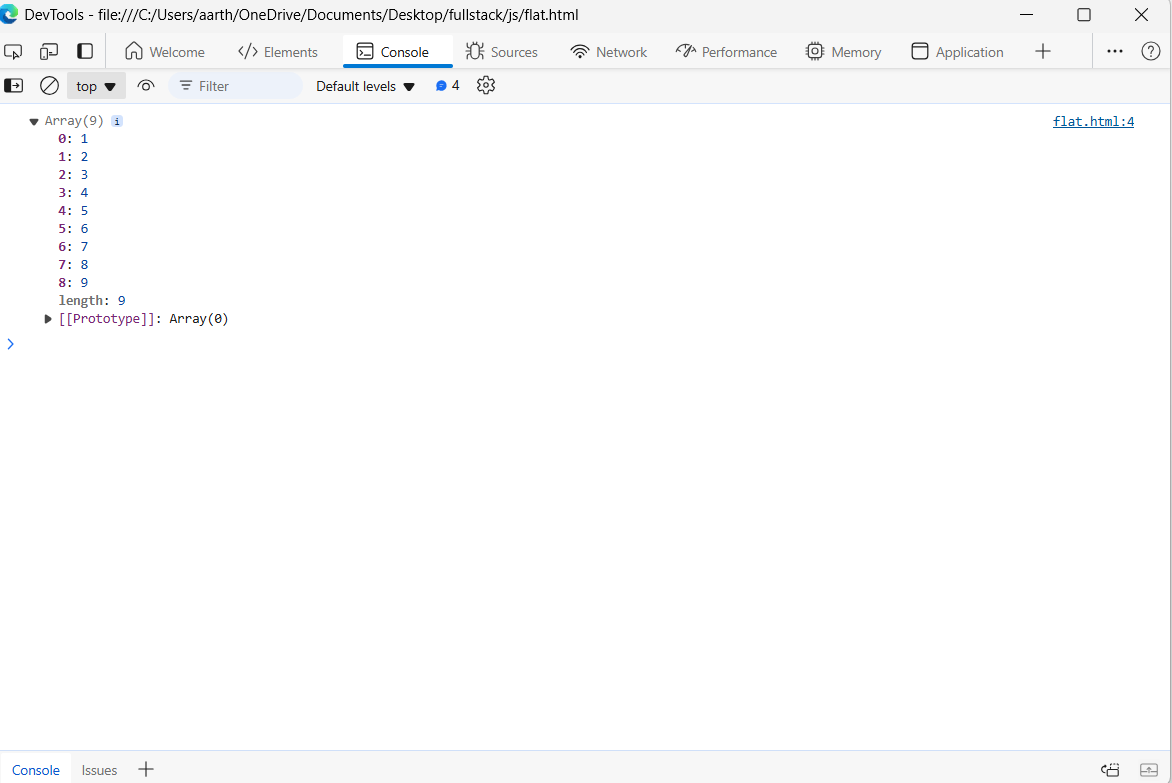 DevTools - file:///C:/Users/aarth/OneDrive/Documents/Desktop/fullstack/js/flat.html
Welcome </> Elements Console Sources Network Performance Memory Application
top Filter Default levels 4
Array(9) i flat.html:4
0: 1
1: 2
2: 3
3: 4
4: 5
5: 6
6: 7
7: 8
8: 9
length: 9
[[Prototype]]: Array(0)
>
Console Issues